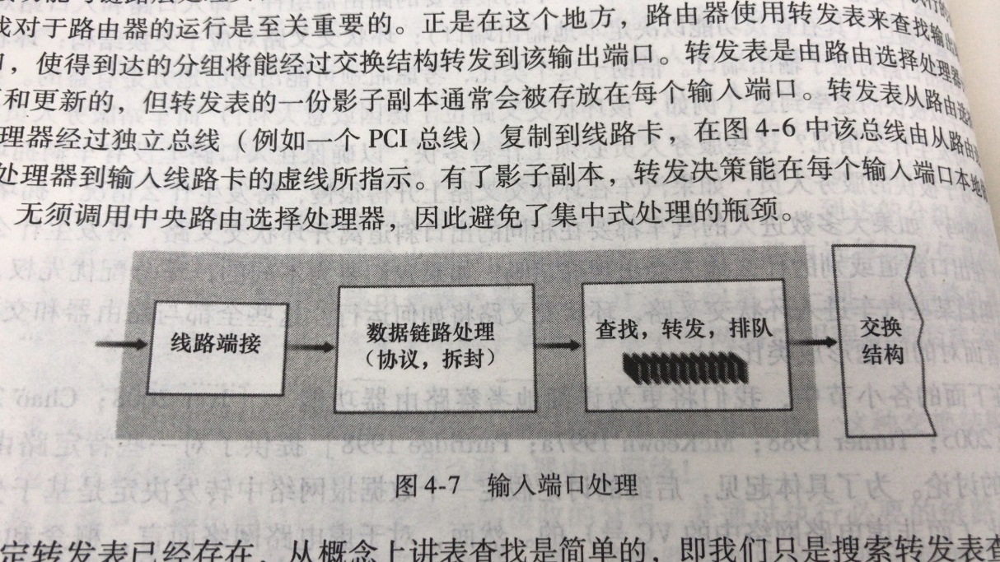 对于路由器的运行是至关重要的。正是在这个地方，路由器使用转发表来查找输出
，使得到达的分组将能经过交换结构转发到该输出端口。转发表是由路由选择处理器
和更新的，但转发表的一份影子副本通常会被存放在每个输入端口。转发表从路由选
理器经过独立总线（例如一个 PCI 总线）复制到线路卡，在图 4-6 中该总线由从路由
处理器到输入线路卡的虚线所指示。有了影子副本，转发决策能在每个输入端口本地
无须调用中央路由选择处理器，因此避免了集中式处理的瓶颈。
线路端接
数据链路处理
（协议，拆封）
查找，转发，排队
交换
结构
图 4-7 输入端口处理
定转发表已经存在，从概念上讲表查找是简单的，即我们只是搜索转发表